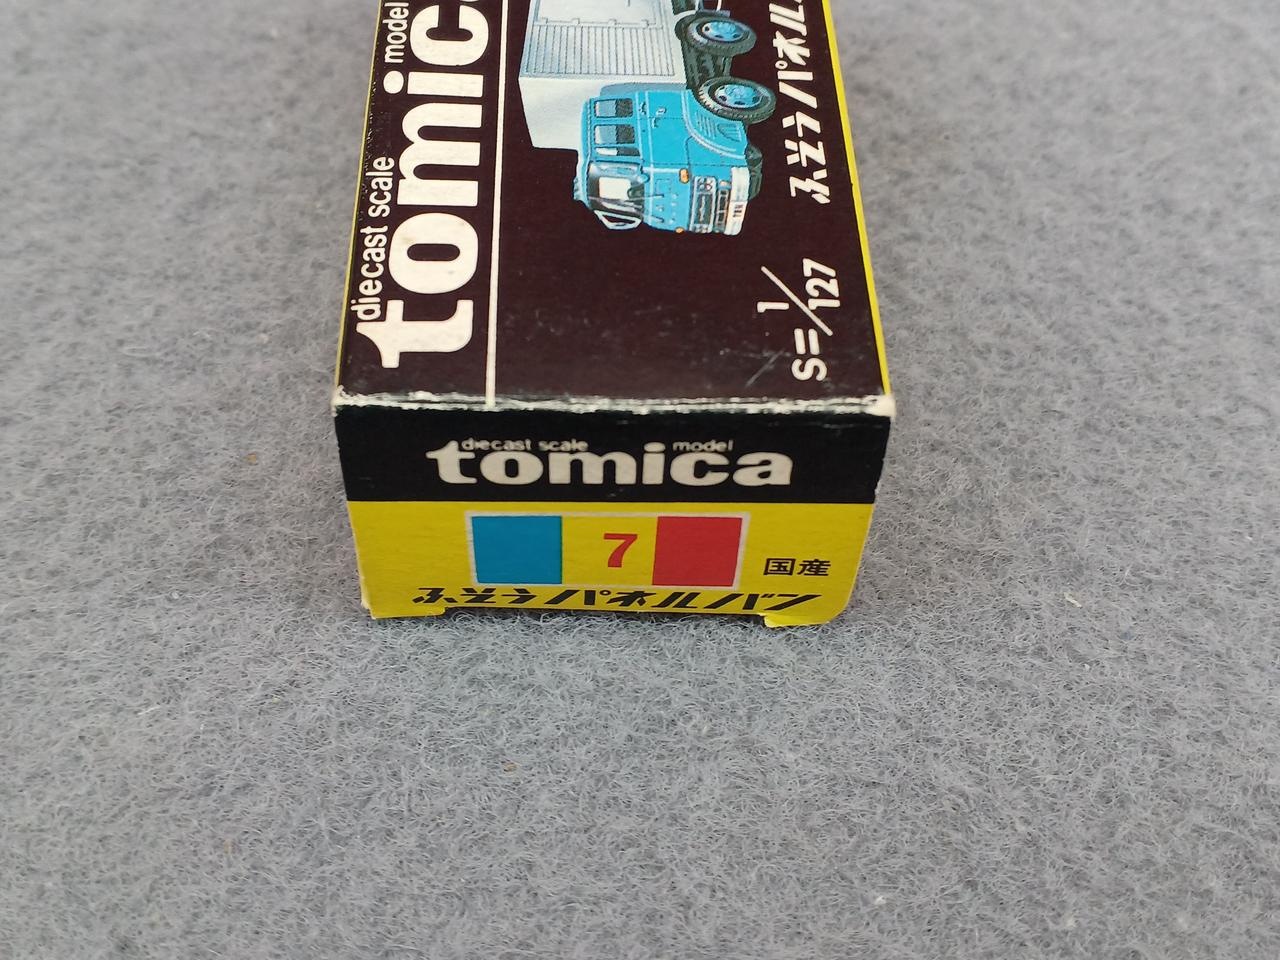 diecast scale model
tomica
ふそうパネル
S=1/127
diecast scale model
tomica
7
国産
ふそうパネルバン